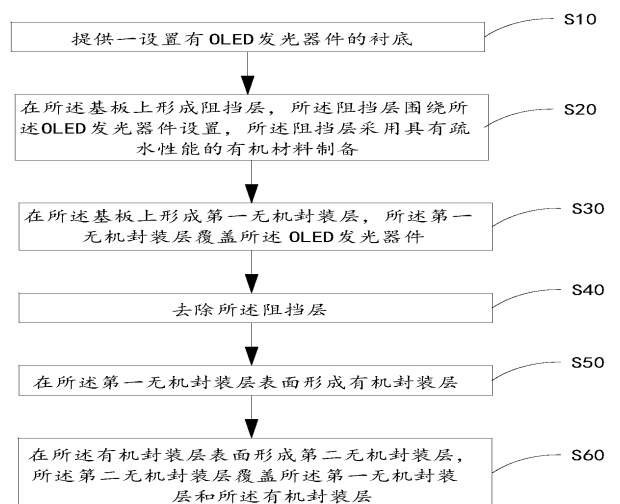 提供一设置有OLED发光器件的衬底
S10
在所述基板上形成阻挡层，所述阻挡层围绕所
述OLED发光器件设置，所述阻挡层采用具有疏
水性能的有机材料制备
S20
在所述基板上形成第一无机封装层，所述第一
无机封装层覆盖所述 OLED发光器件
S30
去除所述阻挡层
S40
在所述第一无机封装层表面形成有机封装层
S50
在所述有机封装层表面形成第二无机封装层，
所述第二无机封装层覆盖所述第一无机封装
层和所述有机封装层
S60